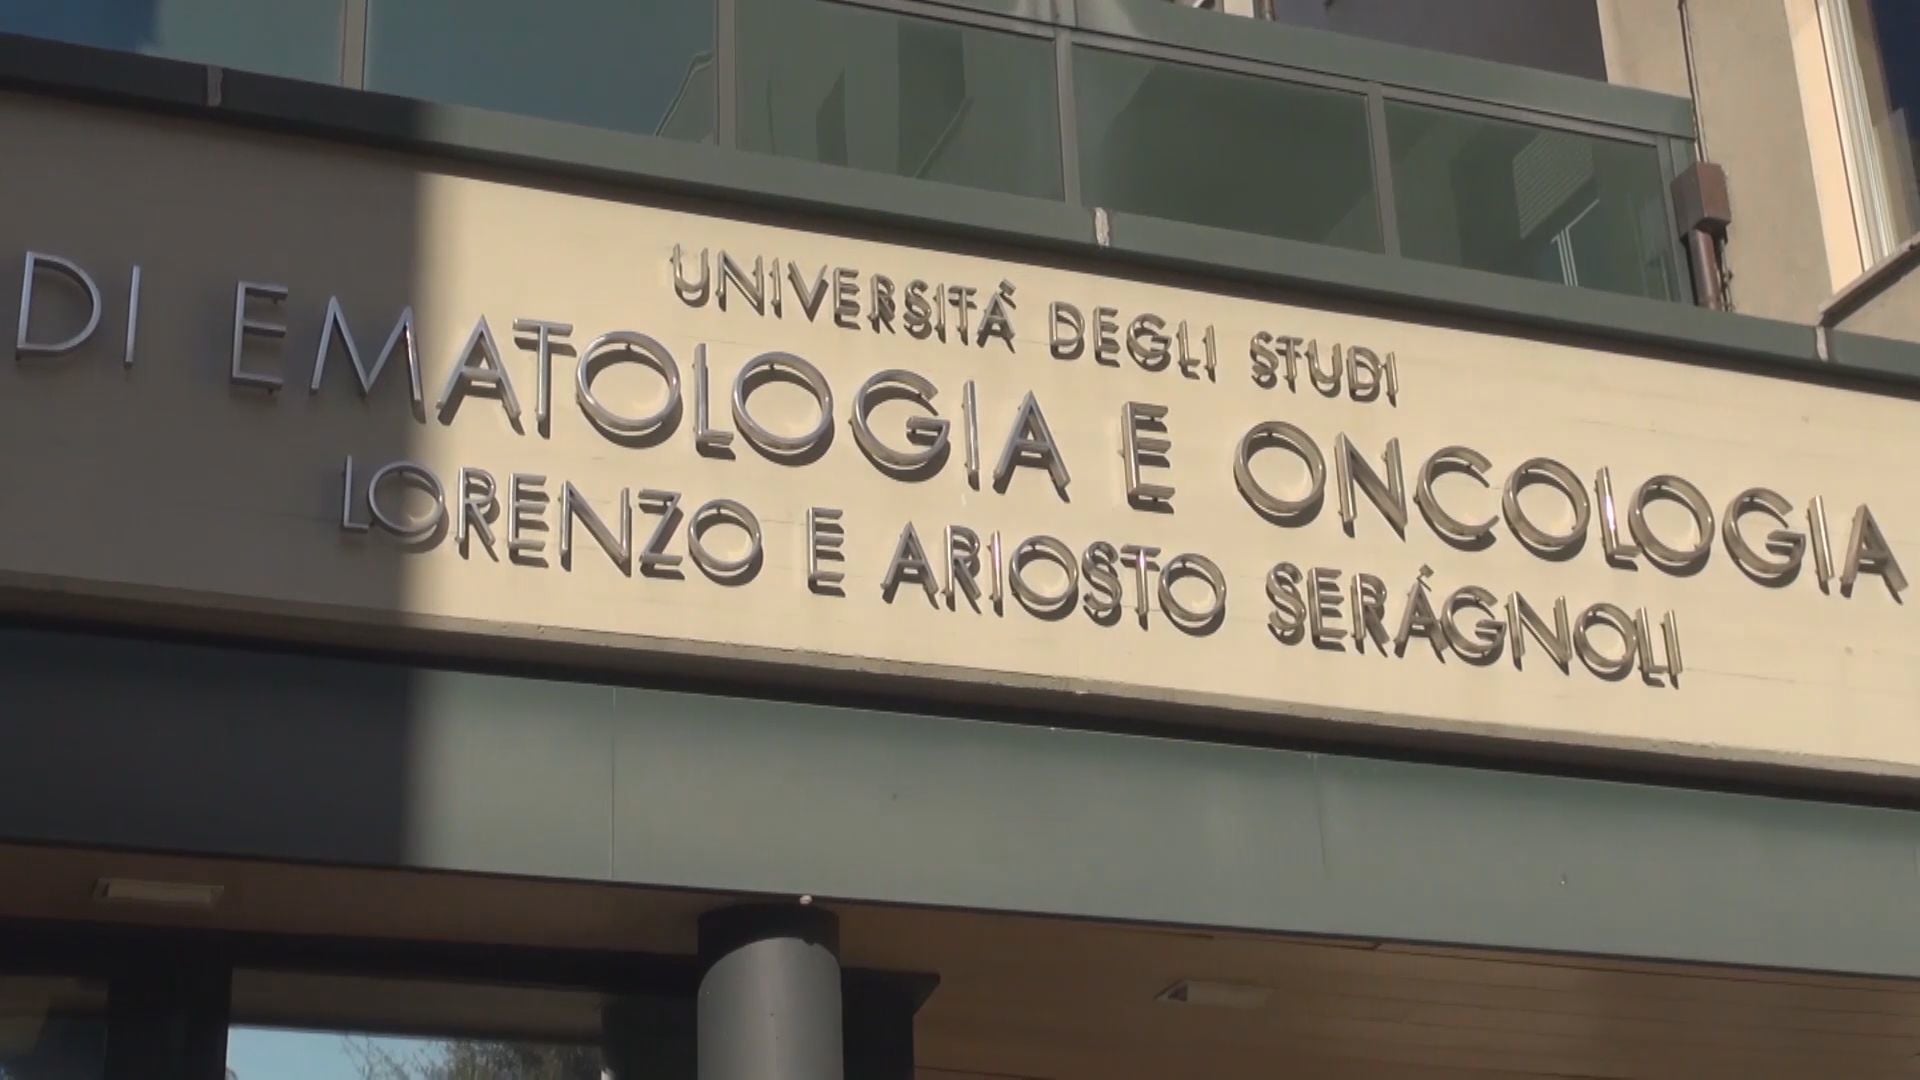 UNIVERSITÁ DEGLI STUDI
DI EMATOLOGIA E ONCOLOGIA
LORENZO E ARIOSTO SERÁGNOLI